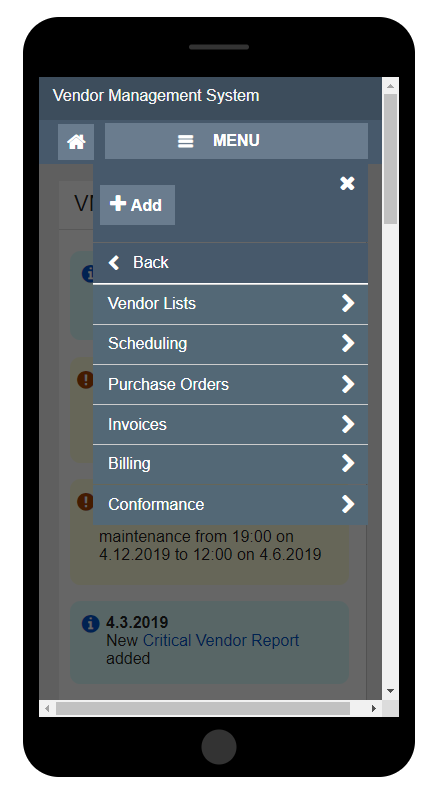 Vendor Management System
MENU
Add
Back
Vendor Lists
Scheduling
Purchase Orders
Invoices
Billing
Conformance
maintenance from 19:00 on
4.12.2019 to 12:00 on 4.6.2019
4.3.2019
New Critical Vendor Report
added